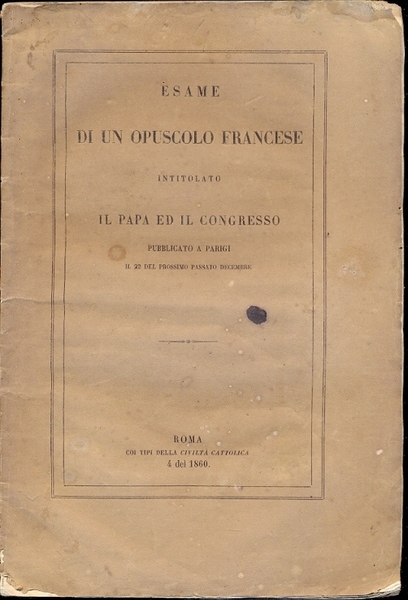 ESAME
DI UN OPUSCOLO FRANCESE
INTITOLATO
IL PAPA ED IL CONGRESSO
PUBBLICATO A PARIGI
IL 22 DEL PROSSIMO PASSATO DECEMBRE
ROMA
COI TIPI DELLA CIVILTÀ CATTOLICA
4 del 1860.